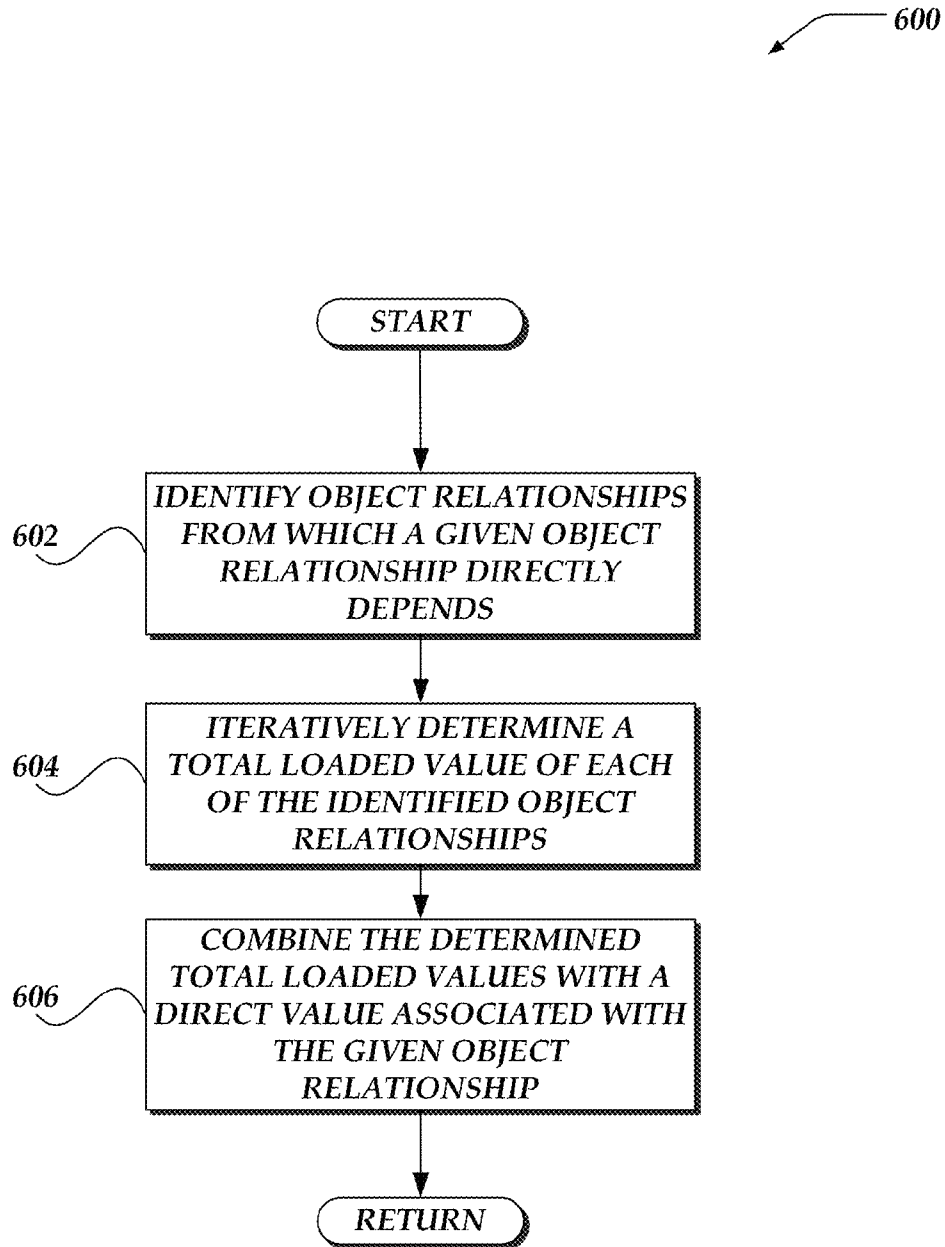 600
START
602
IDENTIFY OBJECT RELATIONSHIPS
FROM WHICH A GIVEN OBJECT
RELATIONSHIP DIRECTLY
DEPENDS
604
ITERATIVELY DETERMINE A
TOTAL LOADED VALUE OF EACH
OF THE IDENTIFIED OBJECT
RELATIONSHIPS
606
COMBINE THE DETERMINED
TOTAL LOADED VALUES WITH A
DIRECT VALUE ASSOCIATED WITH
THE GIVEN OBJECT
RELATIONSHIP
RETURN